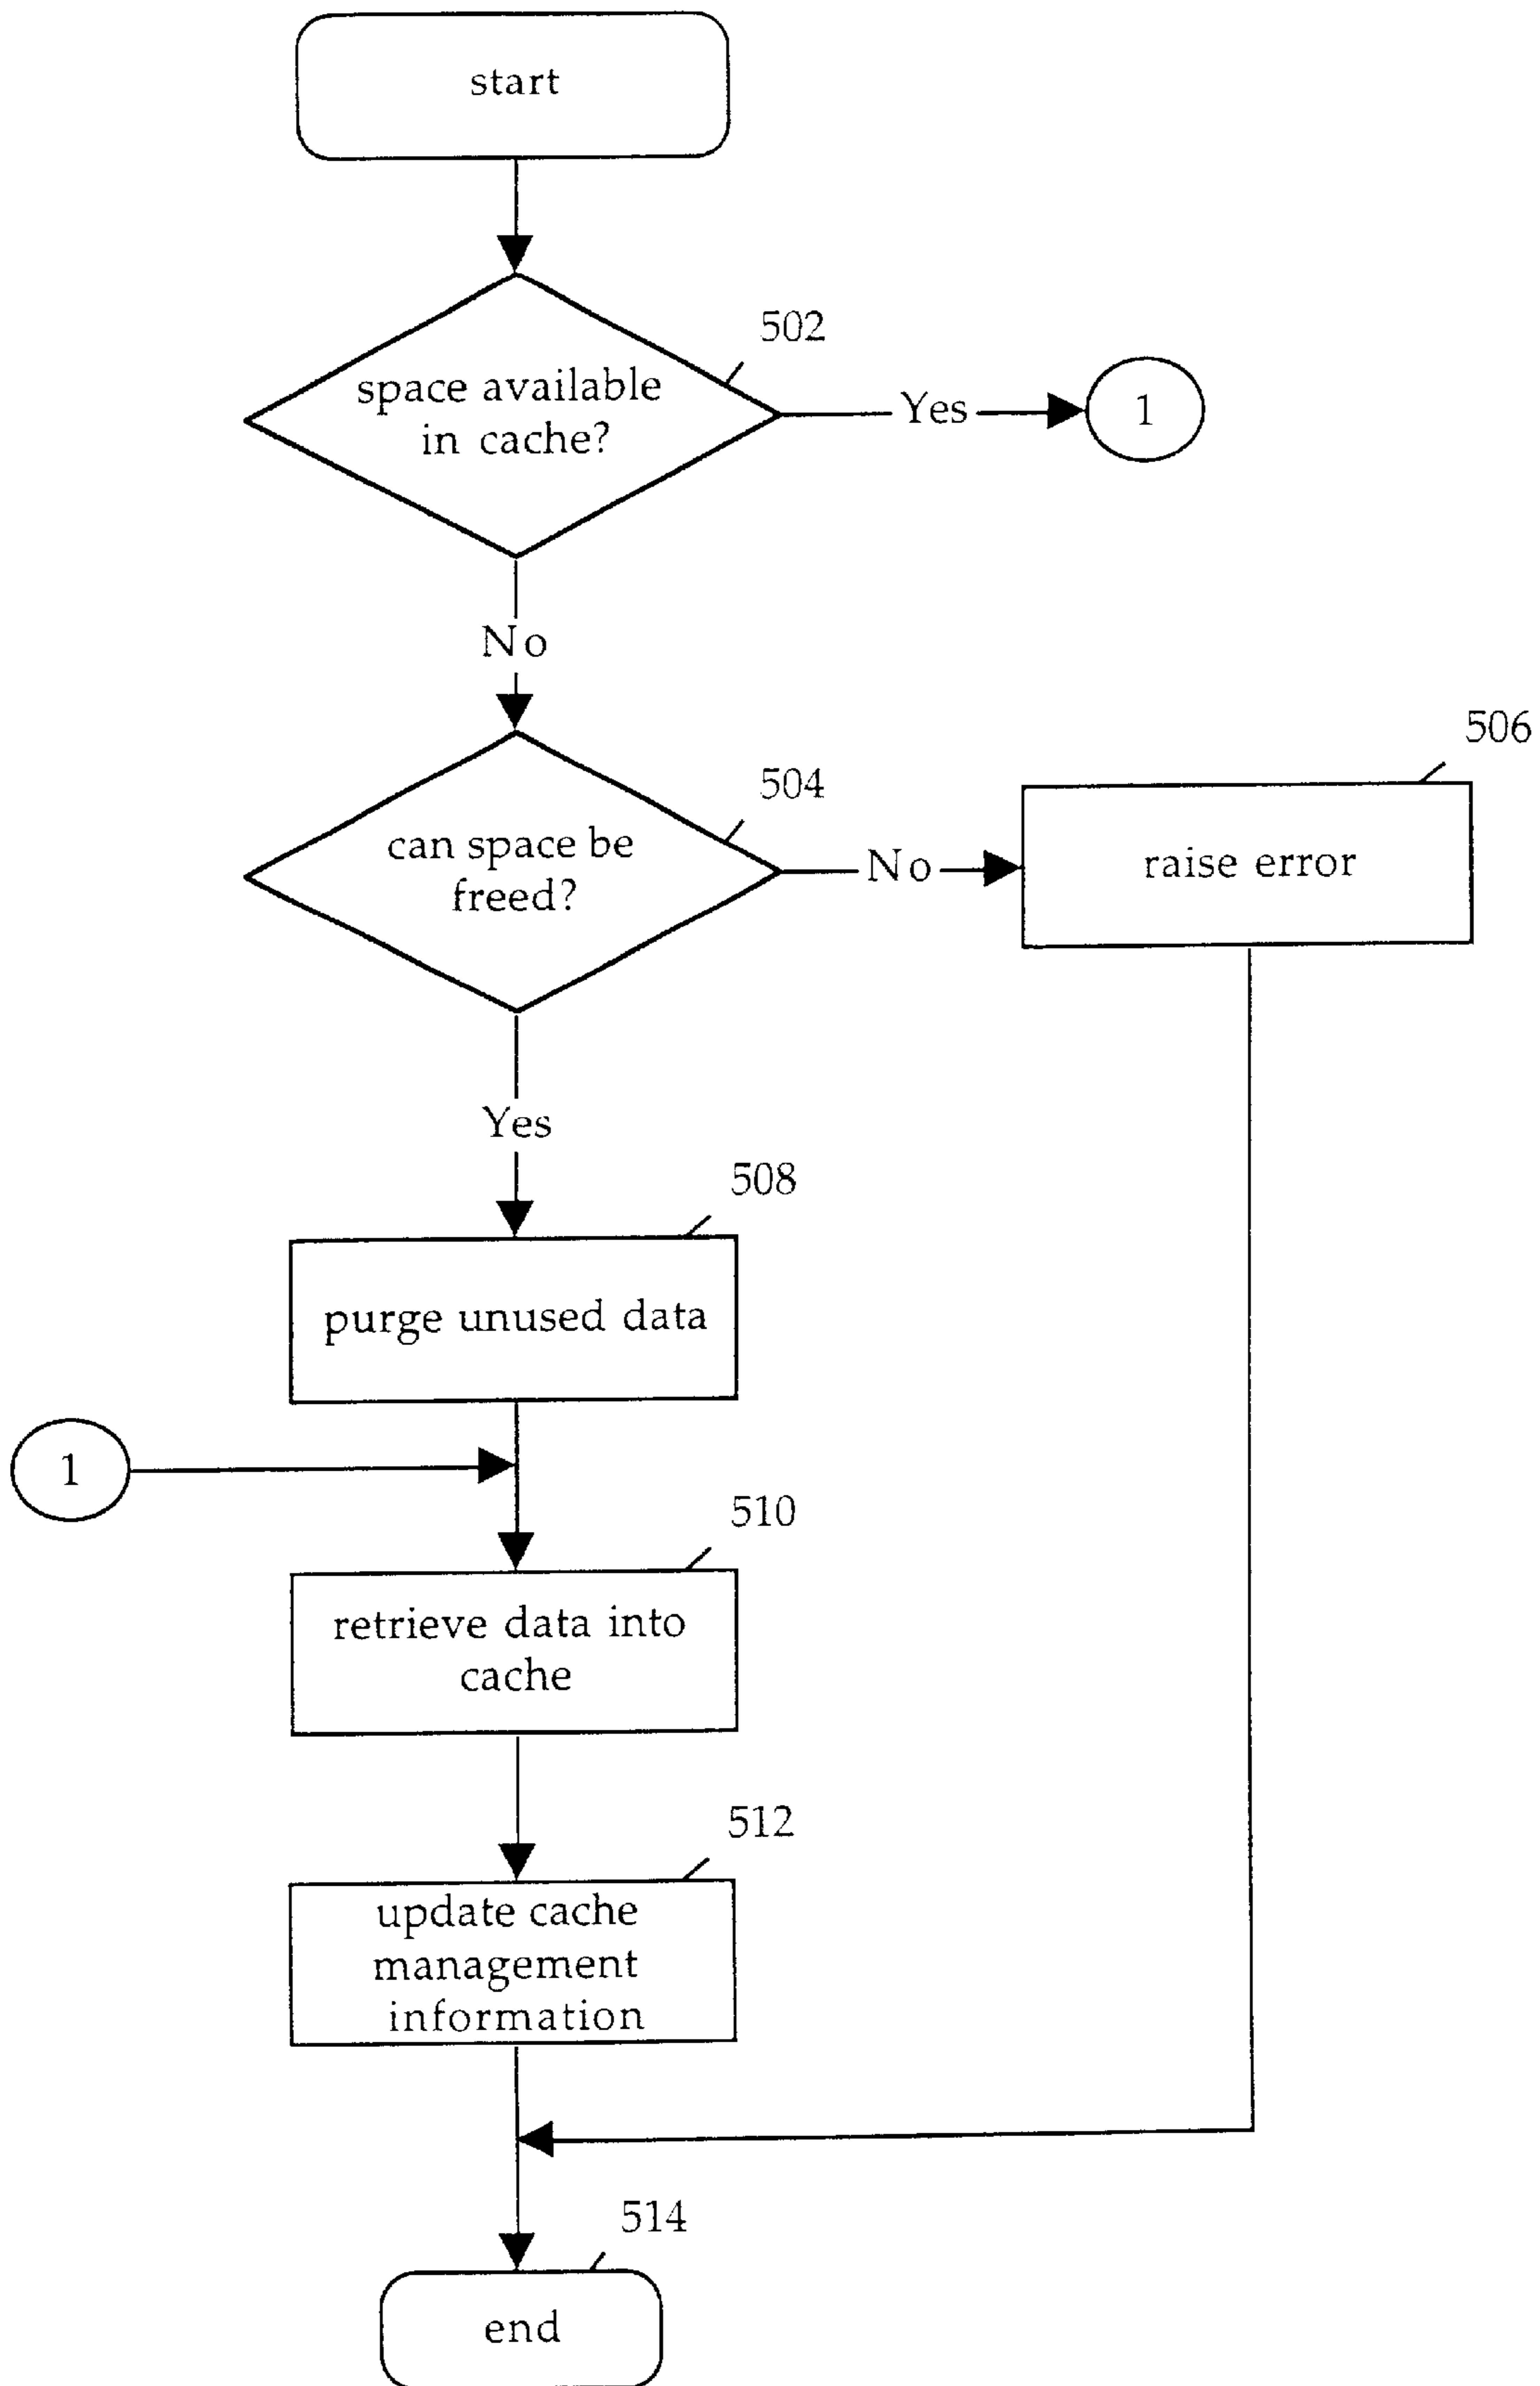 start
502
space available
in cache?
Yes
1
No
504
can space be
freed?
No
506
raise error
Yes
508
purge unused data
1
510
retrieve data into
cache
512
update cache
management
information
514
end